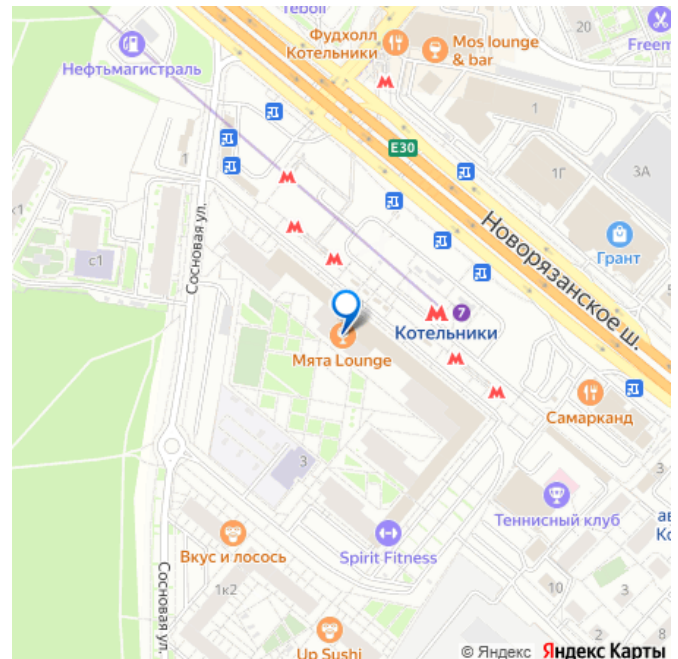 Teboil
Нефтьмагистраль
Фудхолл
Котельники
Mos lounge
& bar
20
1
E30
1Г
3А
Новорязанское ш.
Грант
1
Сосновая ул.
с1
7
Котельники
Мята Lounge
Самарканд
3
3
Теннисный клуб
Вкус и лосось
Spirit Fitness
1к2
10
3
2
8
Сосновая ул.
Up Sushi
© Яндекс Яндекс Карты